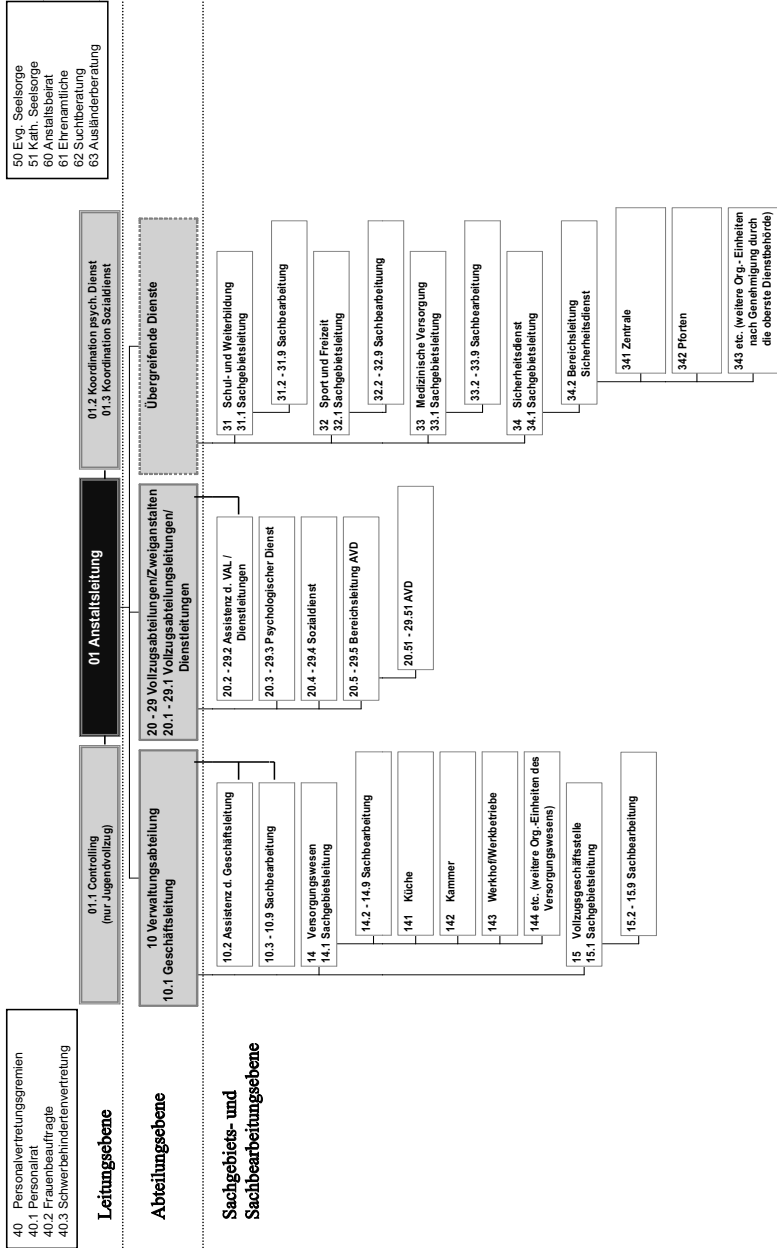 40 Personalvertretungsgremien
40.1 Personalrat
40.2 Frauenbeauftragte
40.3 Schwerbehindertenvertretung
50 Evg. Seelsorge
51 Kath. Seelsorge
60 Anstaltsbeirat
61 Ehrenamtliche
62 Suchtberatung
63 Ausländerberatung
Leitungsebene
01.1 Controlling
(nur Jugendvollzug)
01 Anstaltsleitung
01.2 Koordination psych. Dienst
01.3 Koordination Sozialdienst
Abteilungsebene
10 Verwaltungsabteilung
10.1 Geschäftsleitung
20 - 29 Vollzugsabteilungen/Zweiganstalten
20.1 - 29.1 Vollzugsabteilungsleitungen/
Dienstleitungen
Übergreifende Dienste
Sachgebiets- und
Sachbearbeitungsebene
10.2 Assistenz d. Geschäftsleitung
10.3 - 10.9 Sachbearbeitung
14 Versorgungswesen
14.1 Sachgebietsleitung
14.2 - 14.9 Sachbearbeitung
141 Küche
142 Kammer
143 Werkhof/Werkbetriebe
144 etc. (weitere Org.-Einheiten des
Versorgungswesens)
15 Vollzugsgeschäftsstelle
15.1 Sachgebietsleitung
15.2 - 15.9 Sachbearbeitung
20.2 - 29.2 Assistenz d. VAL /
Dienstleitungen
20.3 - 29.3 Psychologischer Dienst
20.4 - 29.4 Sozialdienst
20.5 - 29.5 Bereichsleitung AVD
20.51 - 29.51 AVD
31 Schul- und Weiterbildung
31.1 Sachgebietsleitung
31.2 - 31.9 Sachbearbeitung
32 Sport und Freizeit
32.1 Sachgebietsleitung
32.2 - 32.9 Sachbearbeitung
33 Medizinische Versorgung
33.1 Sachgebietsleitung
33.2 - 33.9 Sachbearbeitung
34 Sicherheitsdienst
34.1 Sachgebietsleitung
34.2 Bereichsleitung
Sicherheitsdienst
341 Zentrale
342 Pforten
343 etc. (weitere Org.- Einheiten
nach Genehmigung durch
die oberste Dienstbehörde)